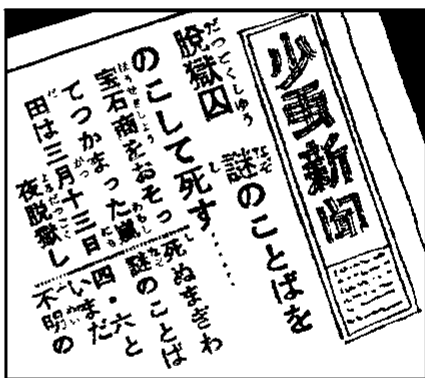 少更新聞
脱獄囚 謎のことばを
のこして死す……
宝石商をおそっ
てつかまった嵐
田は三月十三日
夜脱獄し
死ぬまぎわ
謎のことば
四・六と
いまだ
不明の